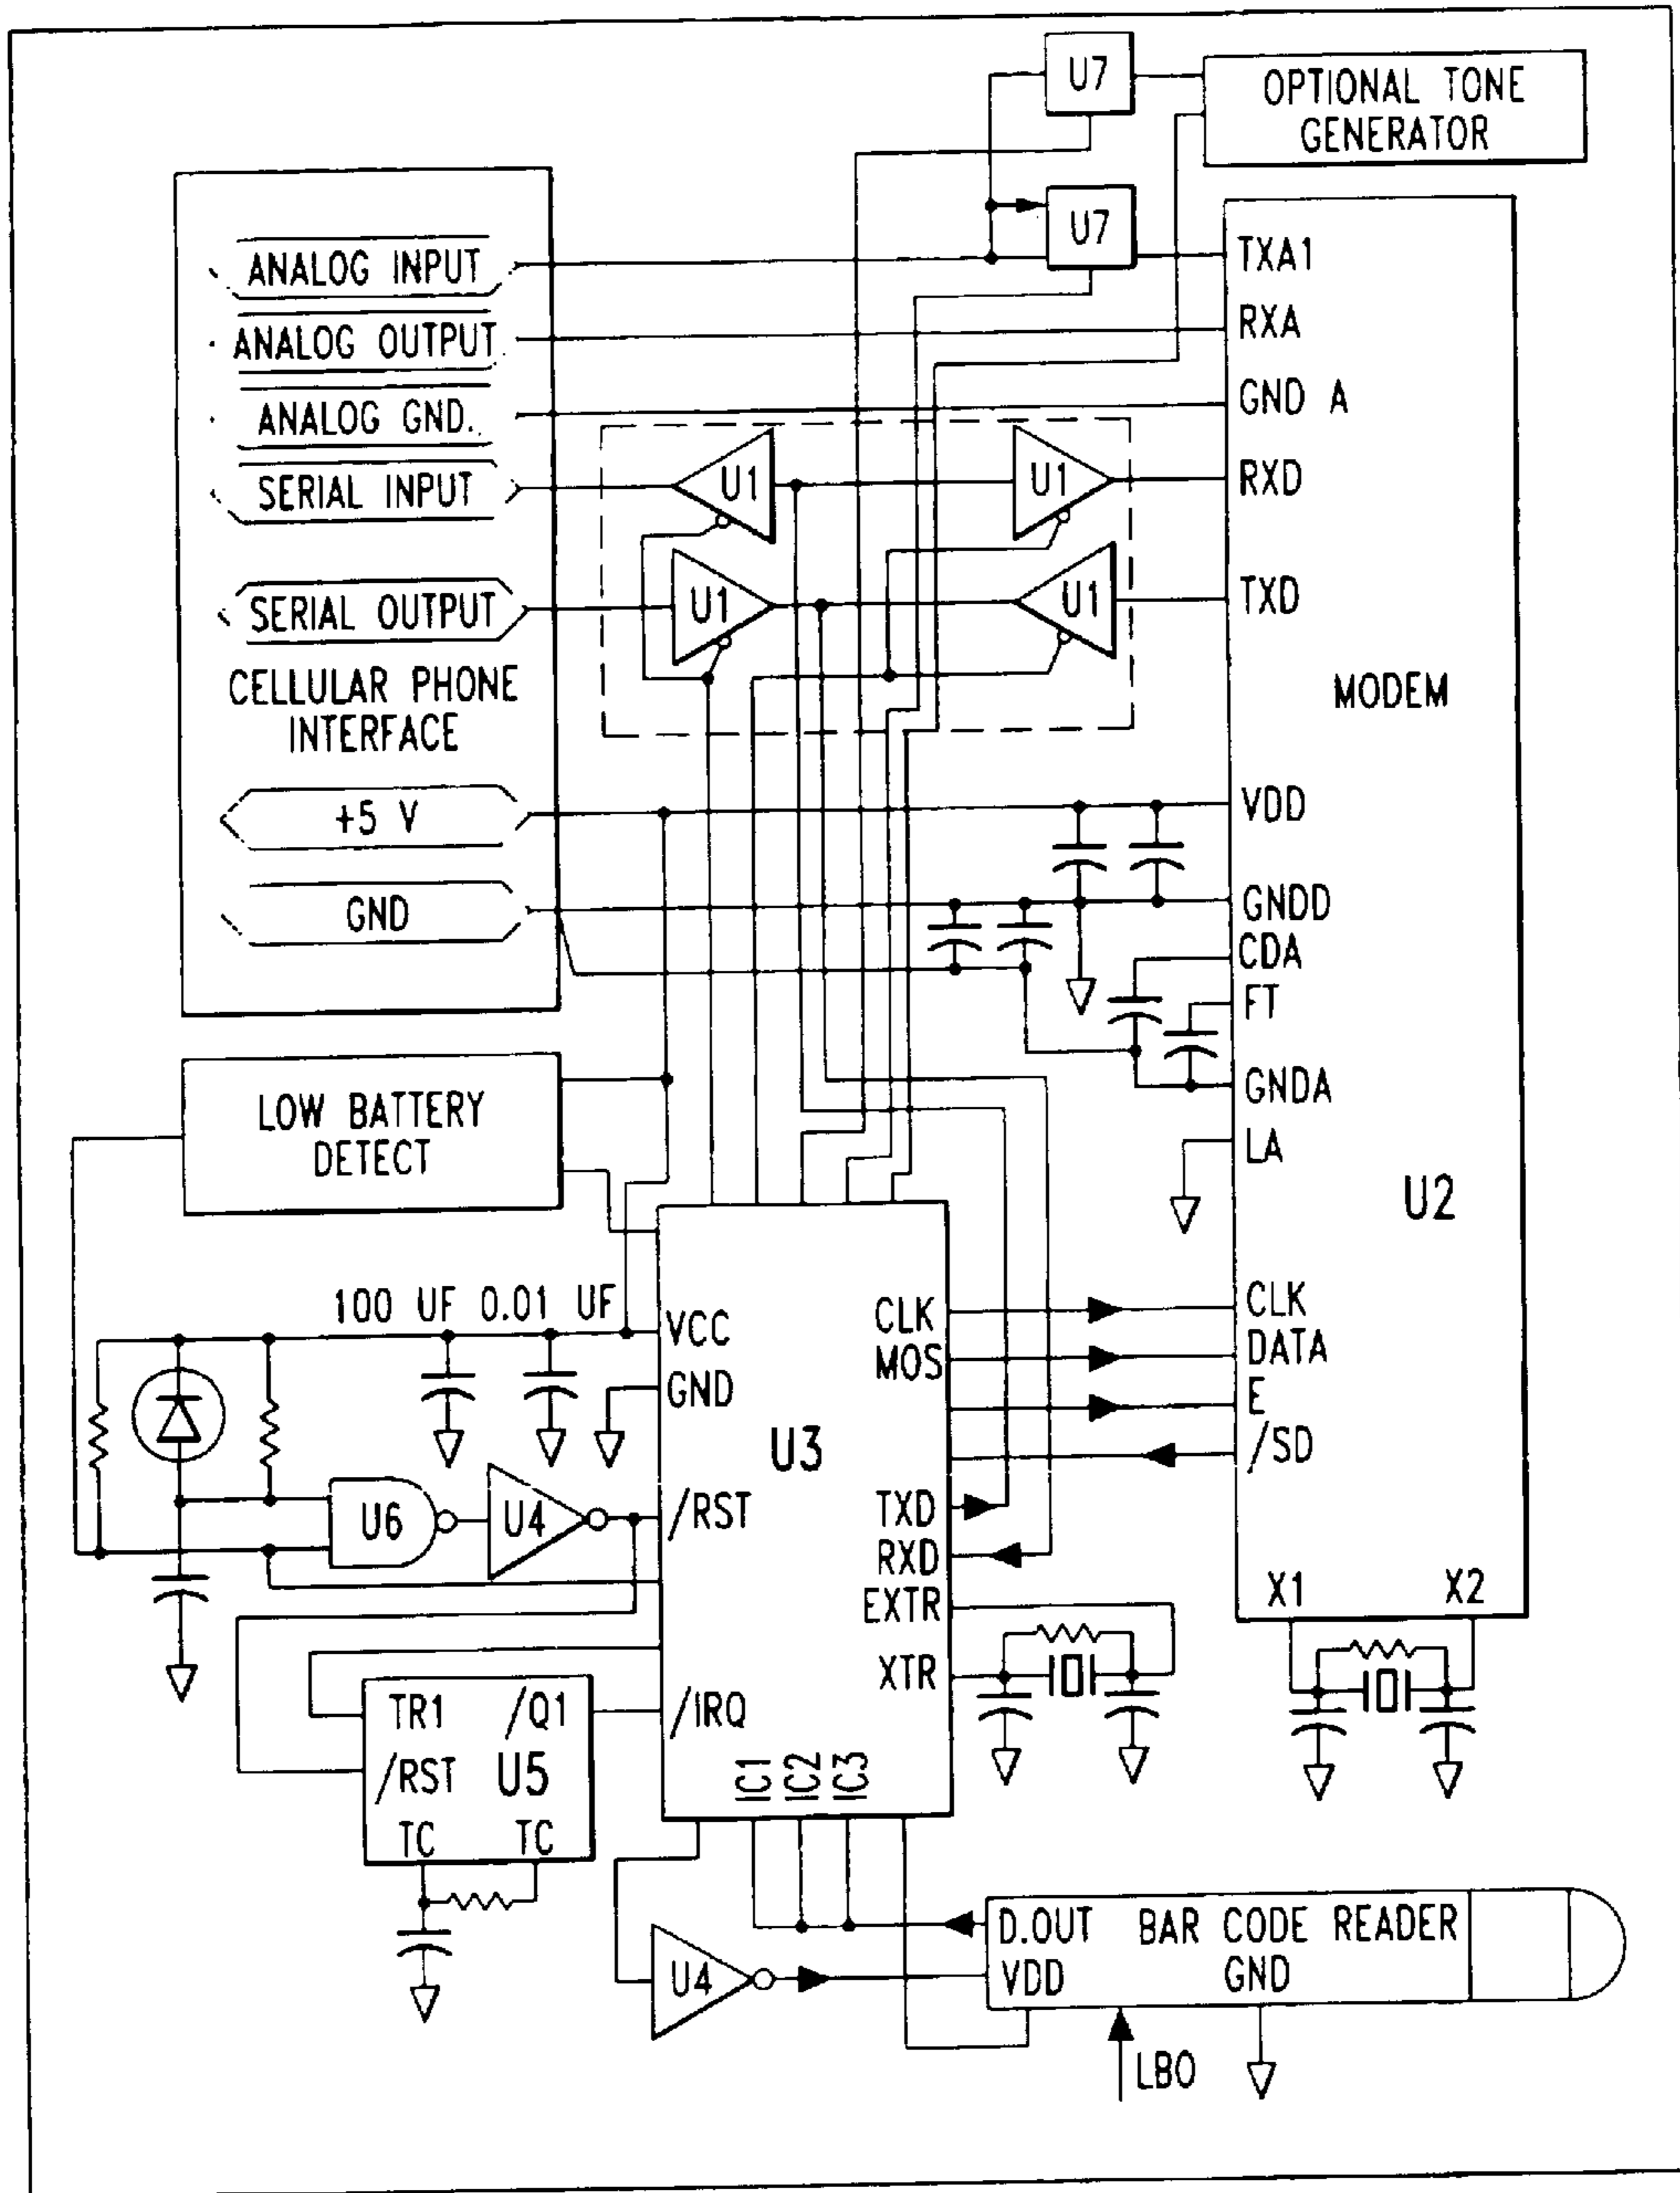 U7
OPTIONAL TONE
GENERATOR
U7
ANALOG INPUT
ANALOG OUTPUT
ANALOG GND.
SERIAL INPUT
SERIAL OUTPUT
CELLULAR PHONE
INTERFACE
+5 V
GND
U1
U1
U1
U1
TXA1
RXA
GND A
RXD
TXD
MODEM
VDD
GNDD
CDA
FT
GNDA
LA
U2
CLK
DATA
E
/SD
X1
X2
LOW BATTERY
DETECT
100 UF 0.01 UF
VCC
GND
U3
CLK
MOS
/RST
TXD
RXD
EXTR
XTR
/IRQ
IC1
IC2
IC3
U6
U4
TR1
/Q1
/RST
U5
TC
TC
U4
D.OUT BAR CODE READER
VDD
GND
LBO